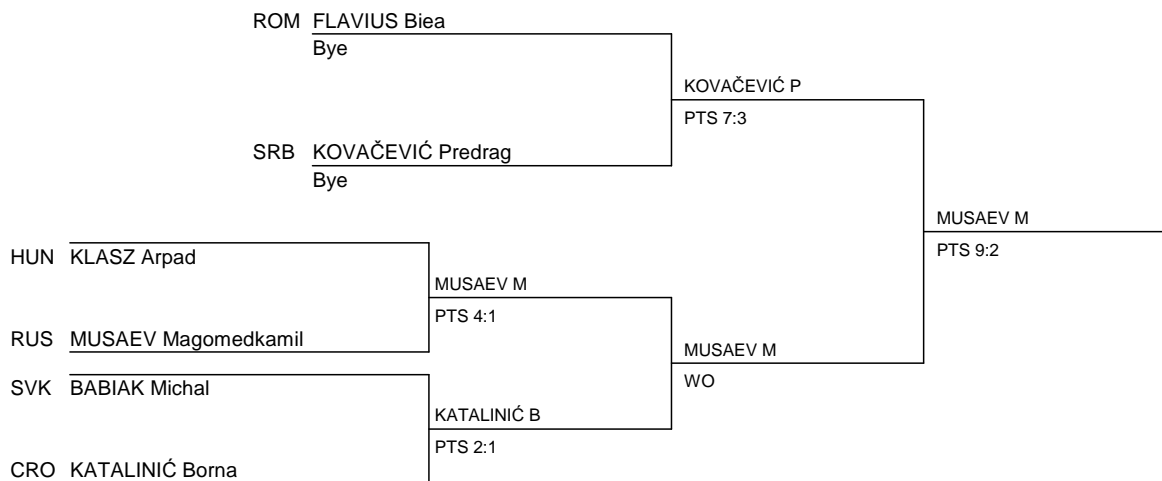 ROM FLAVIUS Biea
Bye
KOVAČEVIĆ P
PTS 7:3
SRB KOVAČEVIĆ Predrag
Bye
MUSAEV M
PTS 9:2
HUN KLASZ Arpad
MUSAEV M
PTS 4:1
RUS MUSAEV Magomedkamil
MUSAEV M
WO
SVK BABIAK Michal
KATALINIĆ B
PTS 2:1
CRO KATALINIĆ Borna